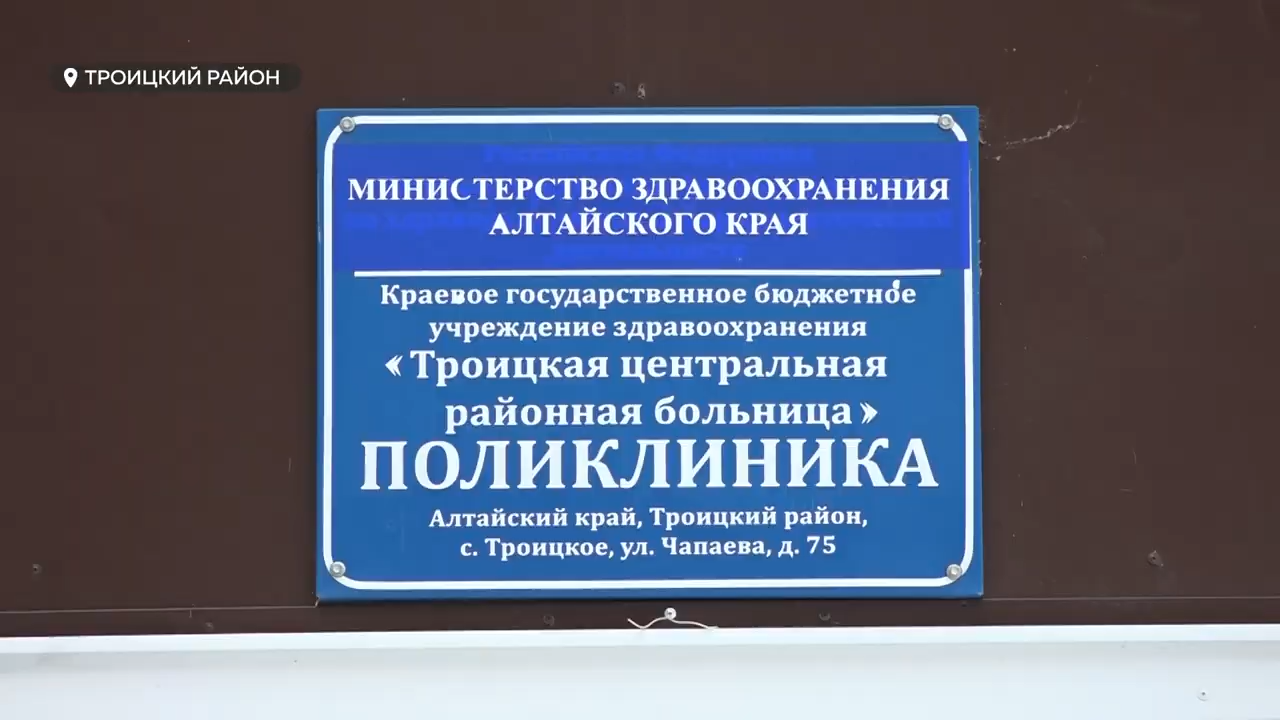 ТРОИЦКИЙ РАЙОН
МИНИСТЕРСТВО ЗДРАВООХРАНЕНИЯ
АЛТАЙСКОГО КРАЯ
Краевое государственное бюджетное
учреждение здравоохранения
«Троицкая центральная
районная больница»
ПОЛИКЛИНИКА
Алтайский край, Троицкий район,
с. Троицкое, ул. Чапаева, д. 75